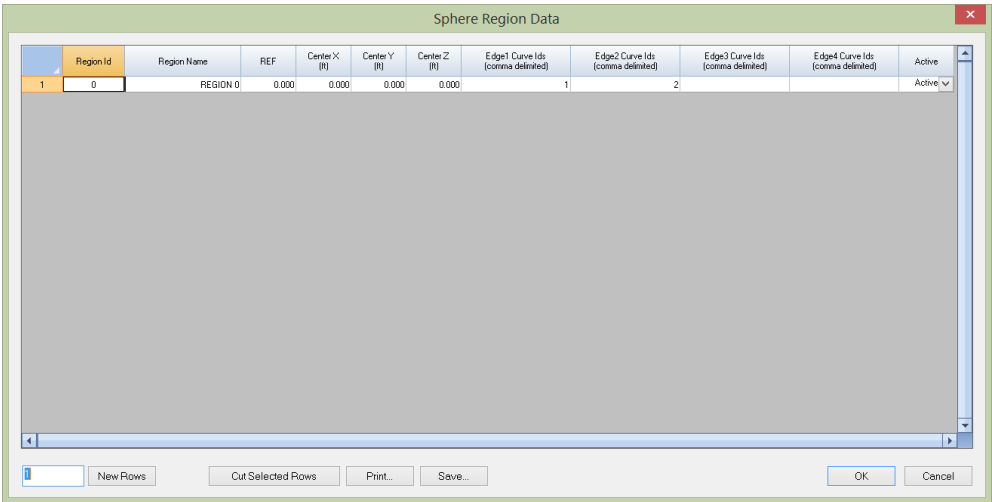 Sphere Region Data
Region Id Region Name REF Center X (ft) Center Y (ft) Center Z (ft) Edge1 Curve Ids (comma delimited) Edge2 Curve Ids (comma delimited) Edge3 Curve Ids (comma delimited) Edge4 Curve Ids (comma delimited) Active
1 0 REGION 0 0.000 0.000 0.000 0.000 1 2 Active
1 New Rows Cut Selected Rows Print... Save... OK Cancel